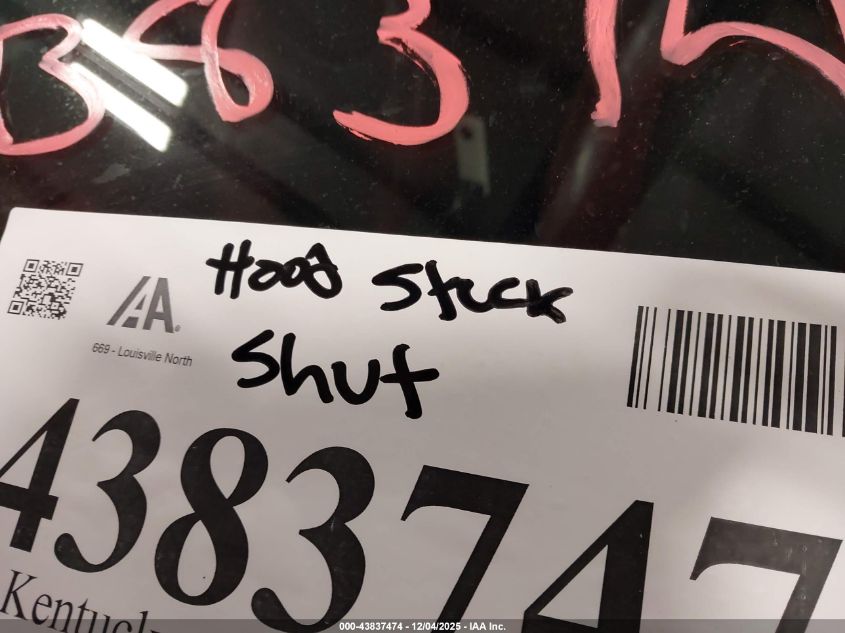 Hood Stuck
IAA
669 - Louisville North
Shut
4383747
000-43837474 - 12/04/2025 - IAA Inc.